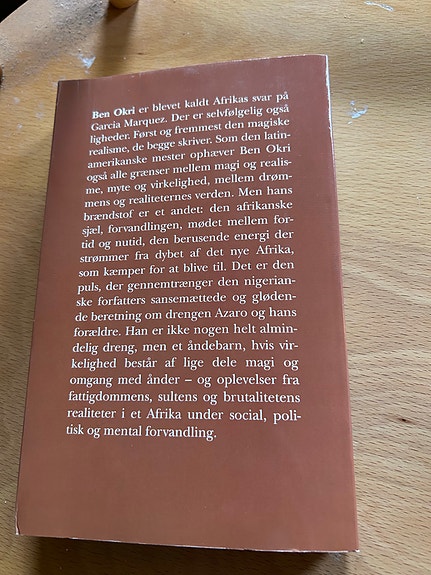 Ben Okri er blevet kaldt Afrikas svar på
Garcia Marquez. Der er selvfølgelig også
ligheder. Først og fremmest den magiske
realisme, de begge skriver. Som den latin-
amerikanske mester ophæver Ben Okri
også alle grænser mellem magi og realis-
me, myte og virkelighed, mellem drøm-
mens og realiteternes verden. Men hans
brændstof er et andet: den afrikanske
sjæl, forvandlingen, mødet mellem for-
tid og nutid, den berusende energi der
strømmer fra dybet af det nye Afrika,
som kæmper for at blive til. Det er den
puls, der gennemtrænger den nigerian-
ske forfatters sansemættede og gløden-
de beretning om drengen Azaro og hans
forældre. Han er ikke nogen helt almin-
delig dreng, men et åndebarn, hvis vir-
kelighed består af lige dele magi og
omgang med ånder – og oplevelser fra
fattigdommens, sultens og brutalitetens
realiteter i et Afrika under social, poli-
tisk og mental forvandling.